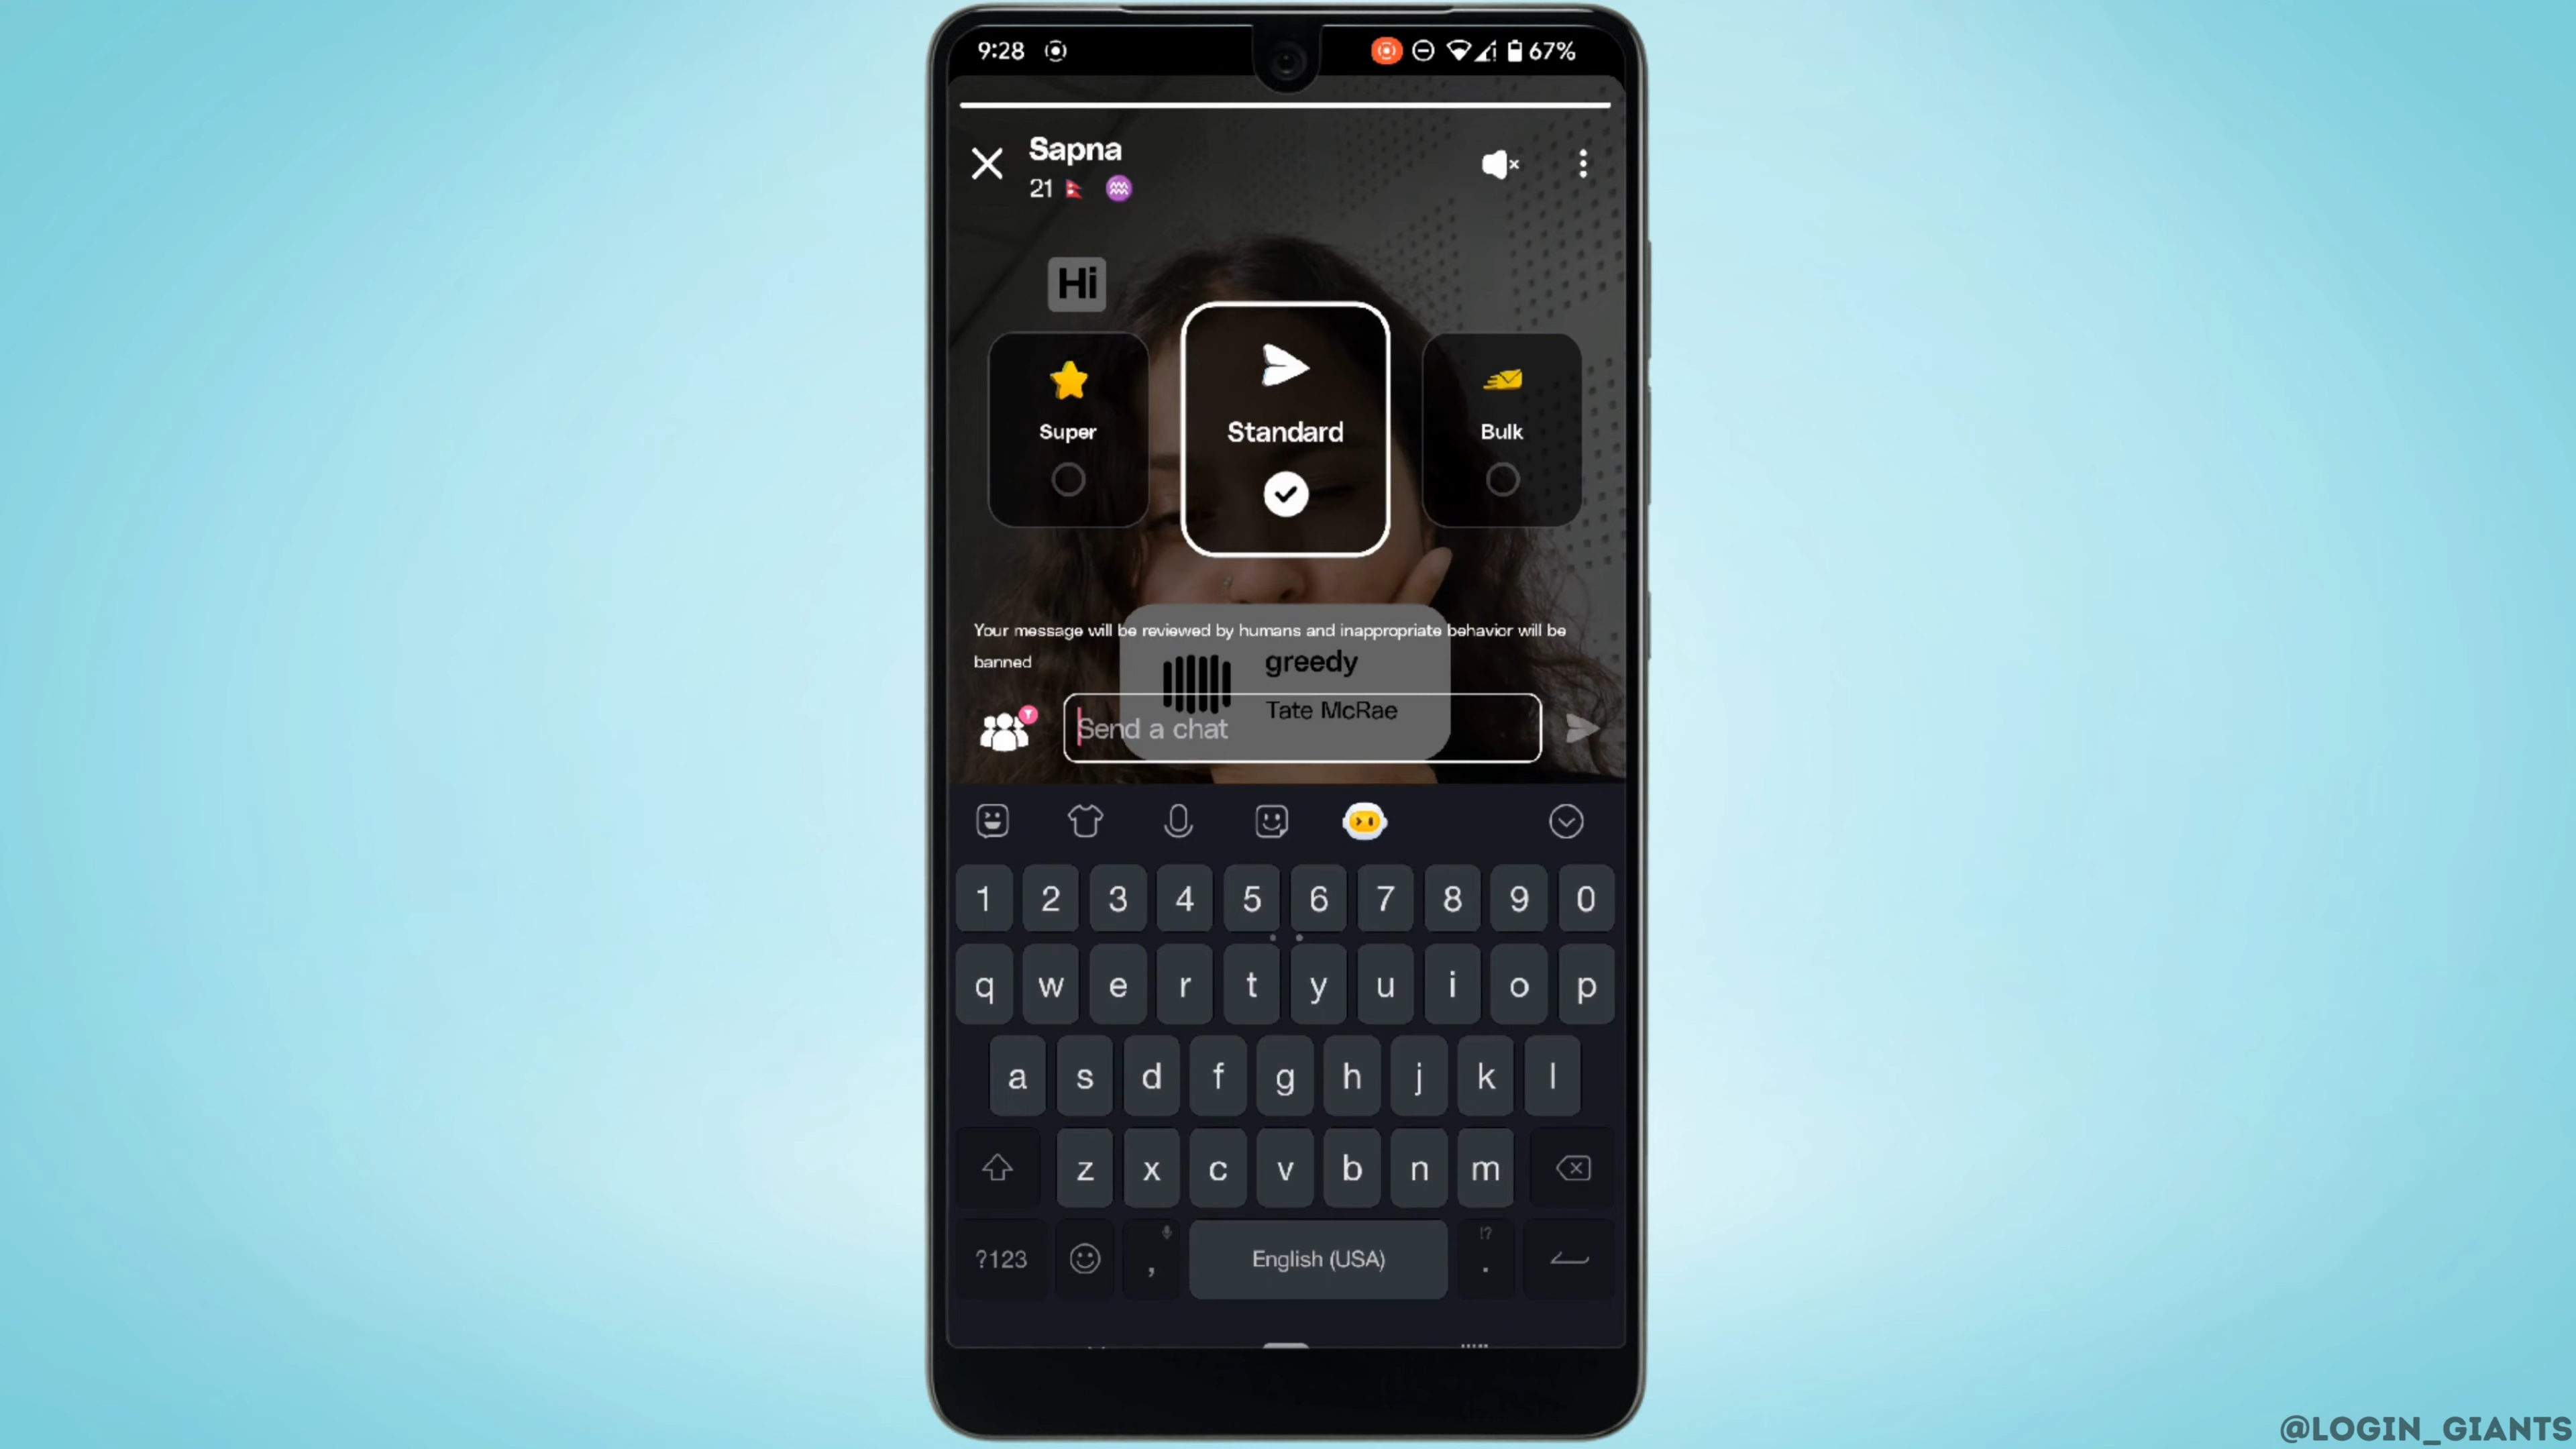 9:28 67%
Sapna
21
Hi
Super
Standard
Bulk
Your message will be reviewed by humans and inappropriate behavior will be
banned
greedy
Tate McRae
Send a chat
1 2 3 4 5 6 7 8 9 0
q w e r t y u i o p
a s d f g h j k l
z x c v b n m
!?
?123 , English (USA) .
@LOGIN_GIANTS